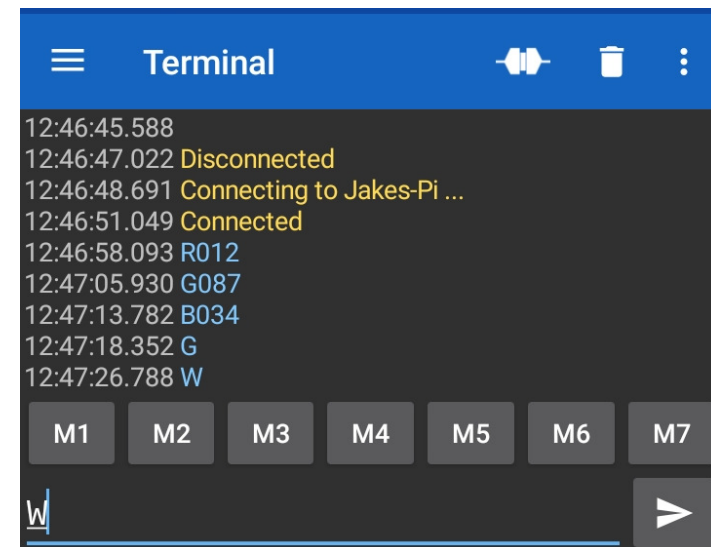 Terminal
12:46:45.588
12:46:47.022 Disconnected
12:46:48.691 Connecting to Jakes-Pi ...
12:46:51.049 Connected
12:46:58.093 R012
12:47:05.930 G087
12:47:13.782 B034
12:47:18.352 G
12:47:26.788 W
M1 M2 M3 M4 M5 M6 M7
W